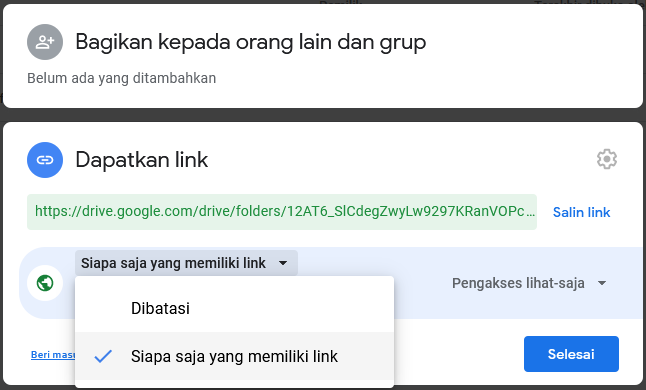 Bagikan kepada orang lain dan grup
Belum ada yang ditambahkan
Dapatkan link
https://drive.google.com/drive/folders/12AT6_SlCdegZwyLw9297KRanVOPc...
Salin link
Siapa saja yang memiliki link
Pengakses lihat-saja
Dibatasi
Siapa saja yang memiliki link
Beri
Selesai